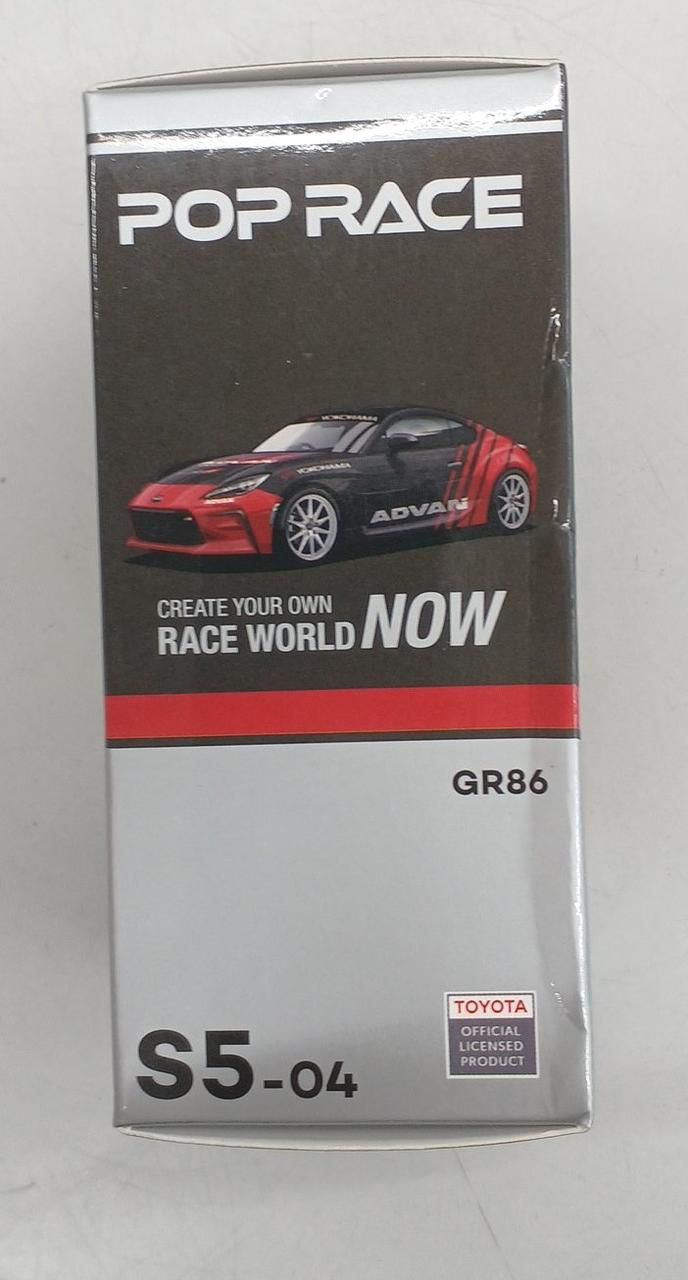 POP RACE
YOKOHAMA
YOKOHAMA
ADVAN
CREATE YOUR OWN
RACE WORLD NOW
GR86
TOYOTA
OFFICIAL
LICENSED
PRODUCT
S5-04